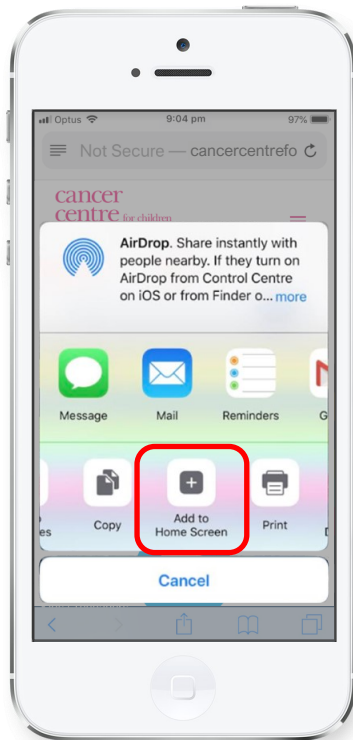 Optus 9:04 pm 97%
Not Secure — cancercentrefo
cancer
centre for children
AirDrop. Share instantly with
people nearby. If they turn on
AirDrop from Control Centre
on iOS or from Finder o... more
Message Mail Reminders G
es Copy Add to
Home Screen Print
Cancel